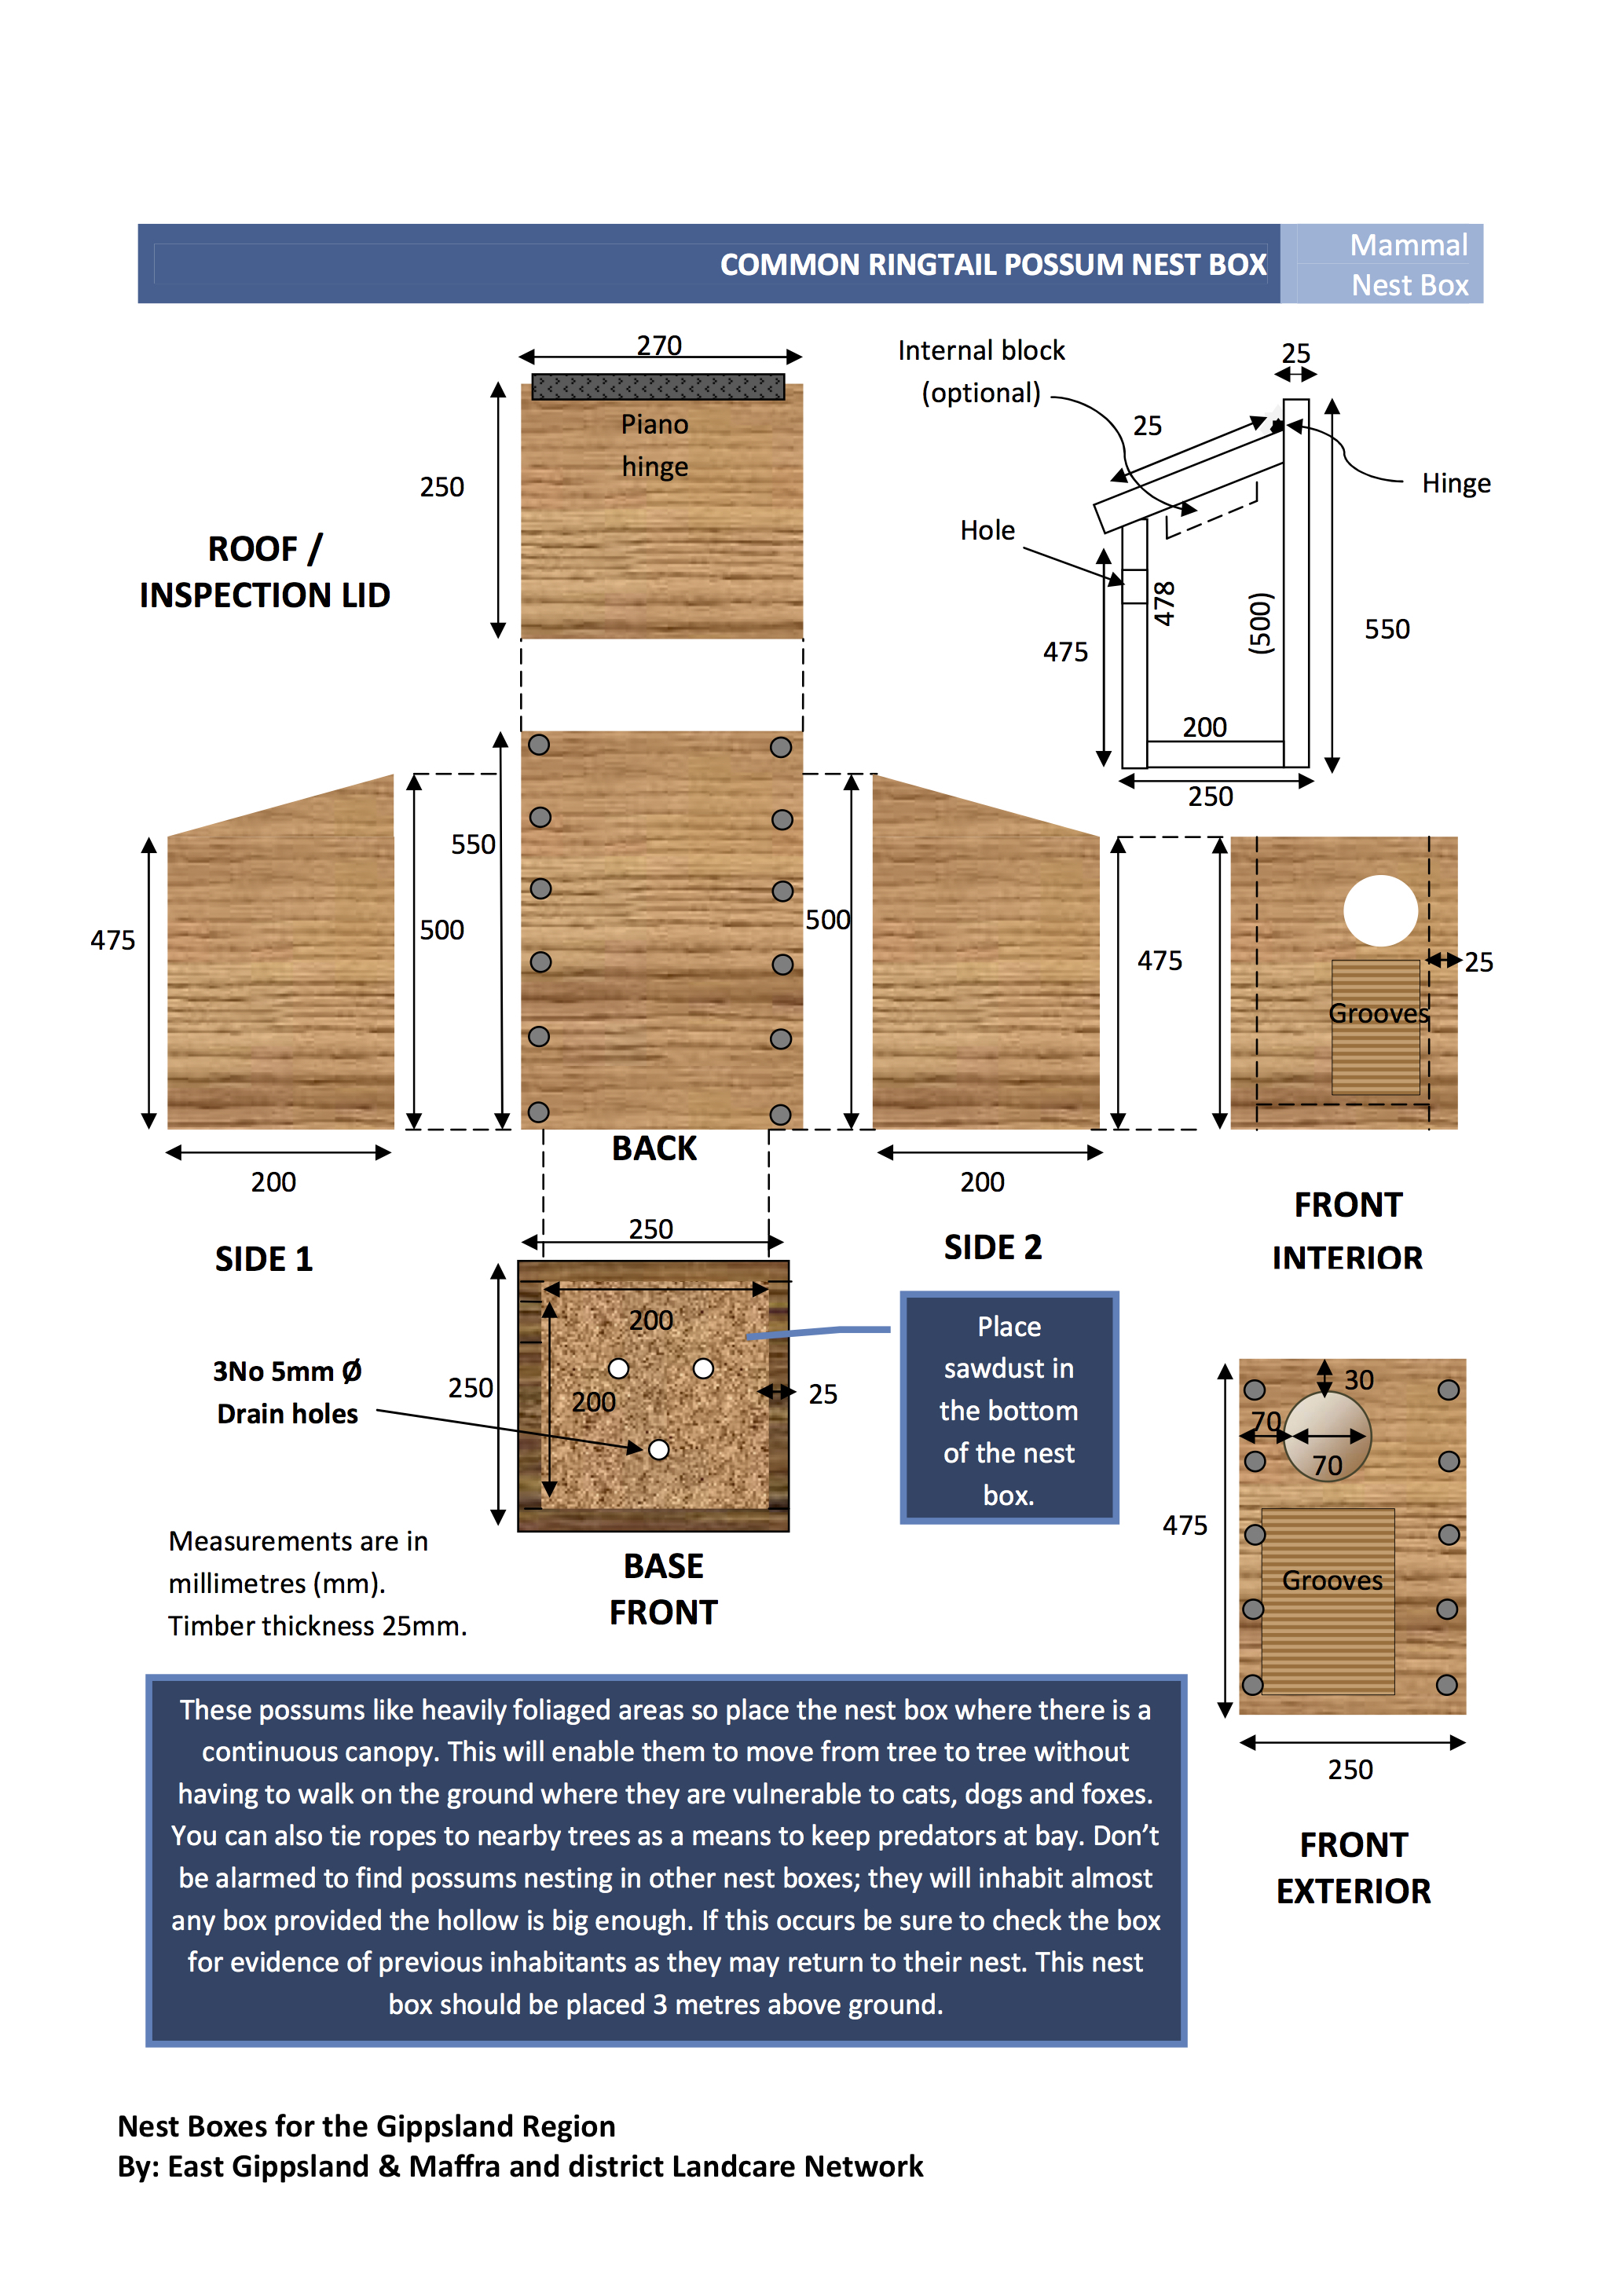 COMMON RINGTAIL POSSUM NEST BOX
Mammal
Nest Box
270
Piano
hinge
250
ROOF /
INSPECTION LID
Internal block
(optional)
25
25
Hinge
Hole
478
(500)
475
550
200
250
475
200
SIDE 1
500
550
BACK
500
200
SIDE 2
475
25
Grooves
FRONT
INTERIOR
250
200
250
200
25
3No 5mm Ø
Drain holes
BASE
FRONT
Place
sawdust in
the bottom
of the nest
box.
Measurements are in
millimetres (mm).
Timber thickness 25mm.
30
70
70
475
Grooves
250
FRONT
EXTERIOR
These possums like heavily foliaged areas so place the nest box where there is a
continuous canopy. This will enable them to move from tree to tree without
having to walk on the ground where they are vulnerable to cats, dogs and foxes.
You can also tie ropes to nearby trees as a means to keep predators at bay. Don’t
be alarmed to find possums nesting in other nest boxes; they will inhabit almost
any box provided the hollow is big enough. If this occurs be sure to check the box
for evidence of previous inhabitants as they may return to their nest. This nest
box should be placed 3 metres above ground.
Nest Boxes for the Gippsland Region
By: East Gippsland & Maffra and district Landcare Network